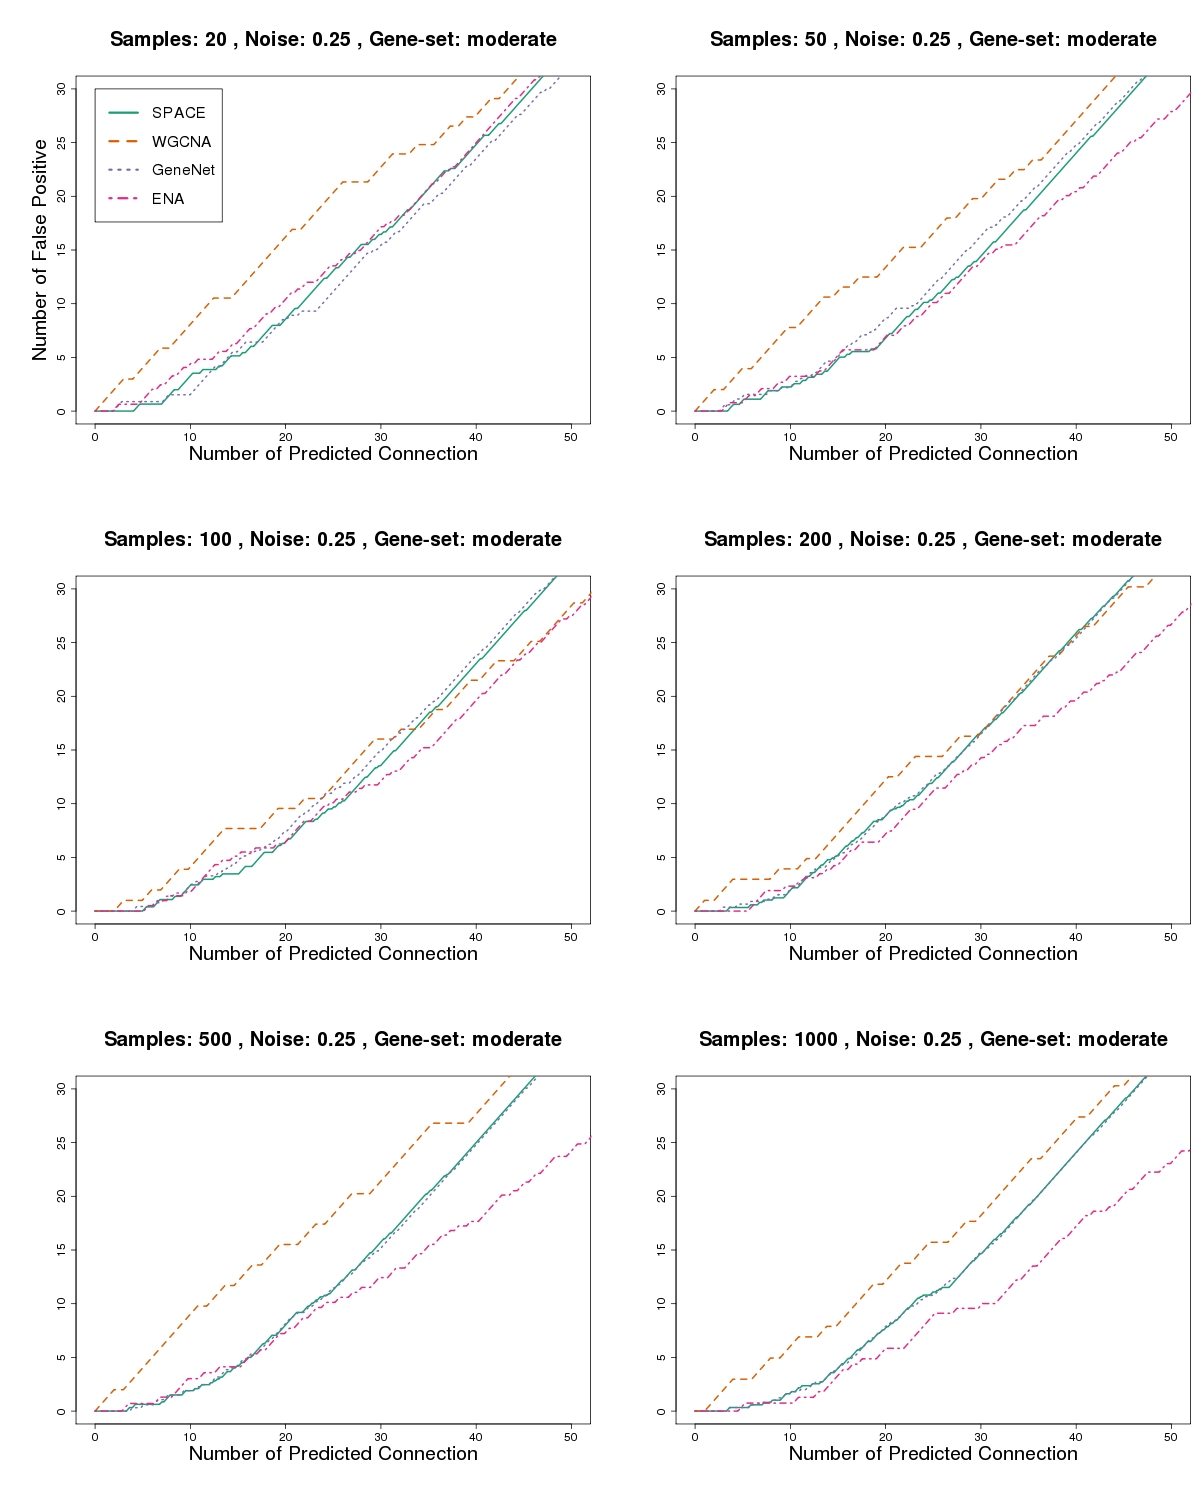 Samples: 20 , Noise: 0.25 , Gene-set: moderate
Number of False Positive
30
25
20
15
10
5
0
SPACE
WGCNA
GeneNet
ENA
0 10 20 30 40 50
Number of Predicted Connection
Samples: 50 , Noise: 0.25 , Gene-set: moderate
30
25
20
15
10
5
0
0 10 20 30 40 50
Number of Predicted Connection
Samples: 100 , Noise: 0.25 , Gene-set: moderate
30
25
20
15
10
5
0
0 10 20 30 40 50
Number of Predicted Connection
Samples: 200 , Noise: 0.25 , Gene-set: moderate
30
25
20
15
10
5
0
0 10 20 30 40 50
Number of Predicted Connection
Samples: 500 , Noise: 0.25 , Gene-set: moderate
30
25
20
15
10
5
0
0 10 20 30 40 50
Number of Predicted Connection
Samples: 1000 , Noise: 0.25 , Gene-set: moderate
30
25
20
15
10
5
0
0 10 20 30 40 50
Number of Predicted Connection